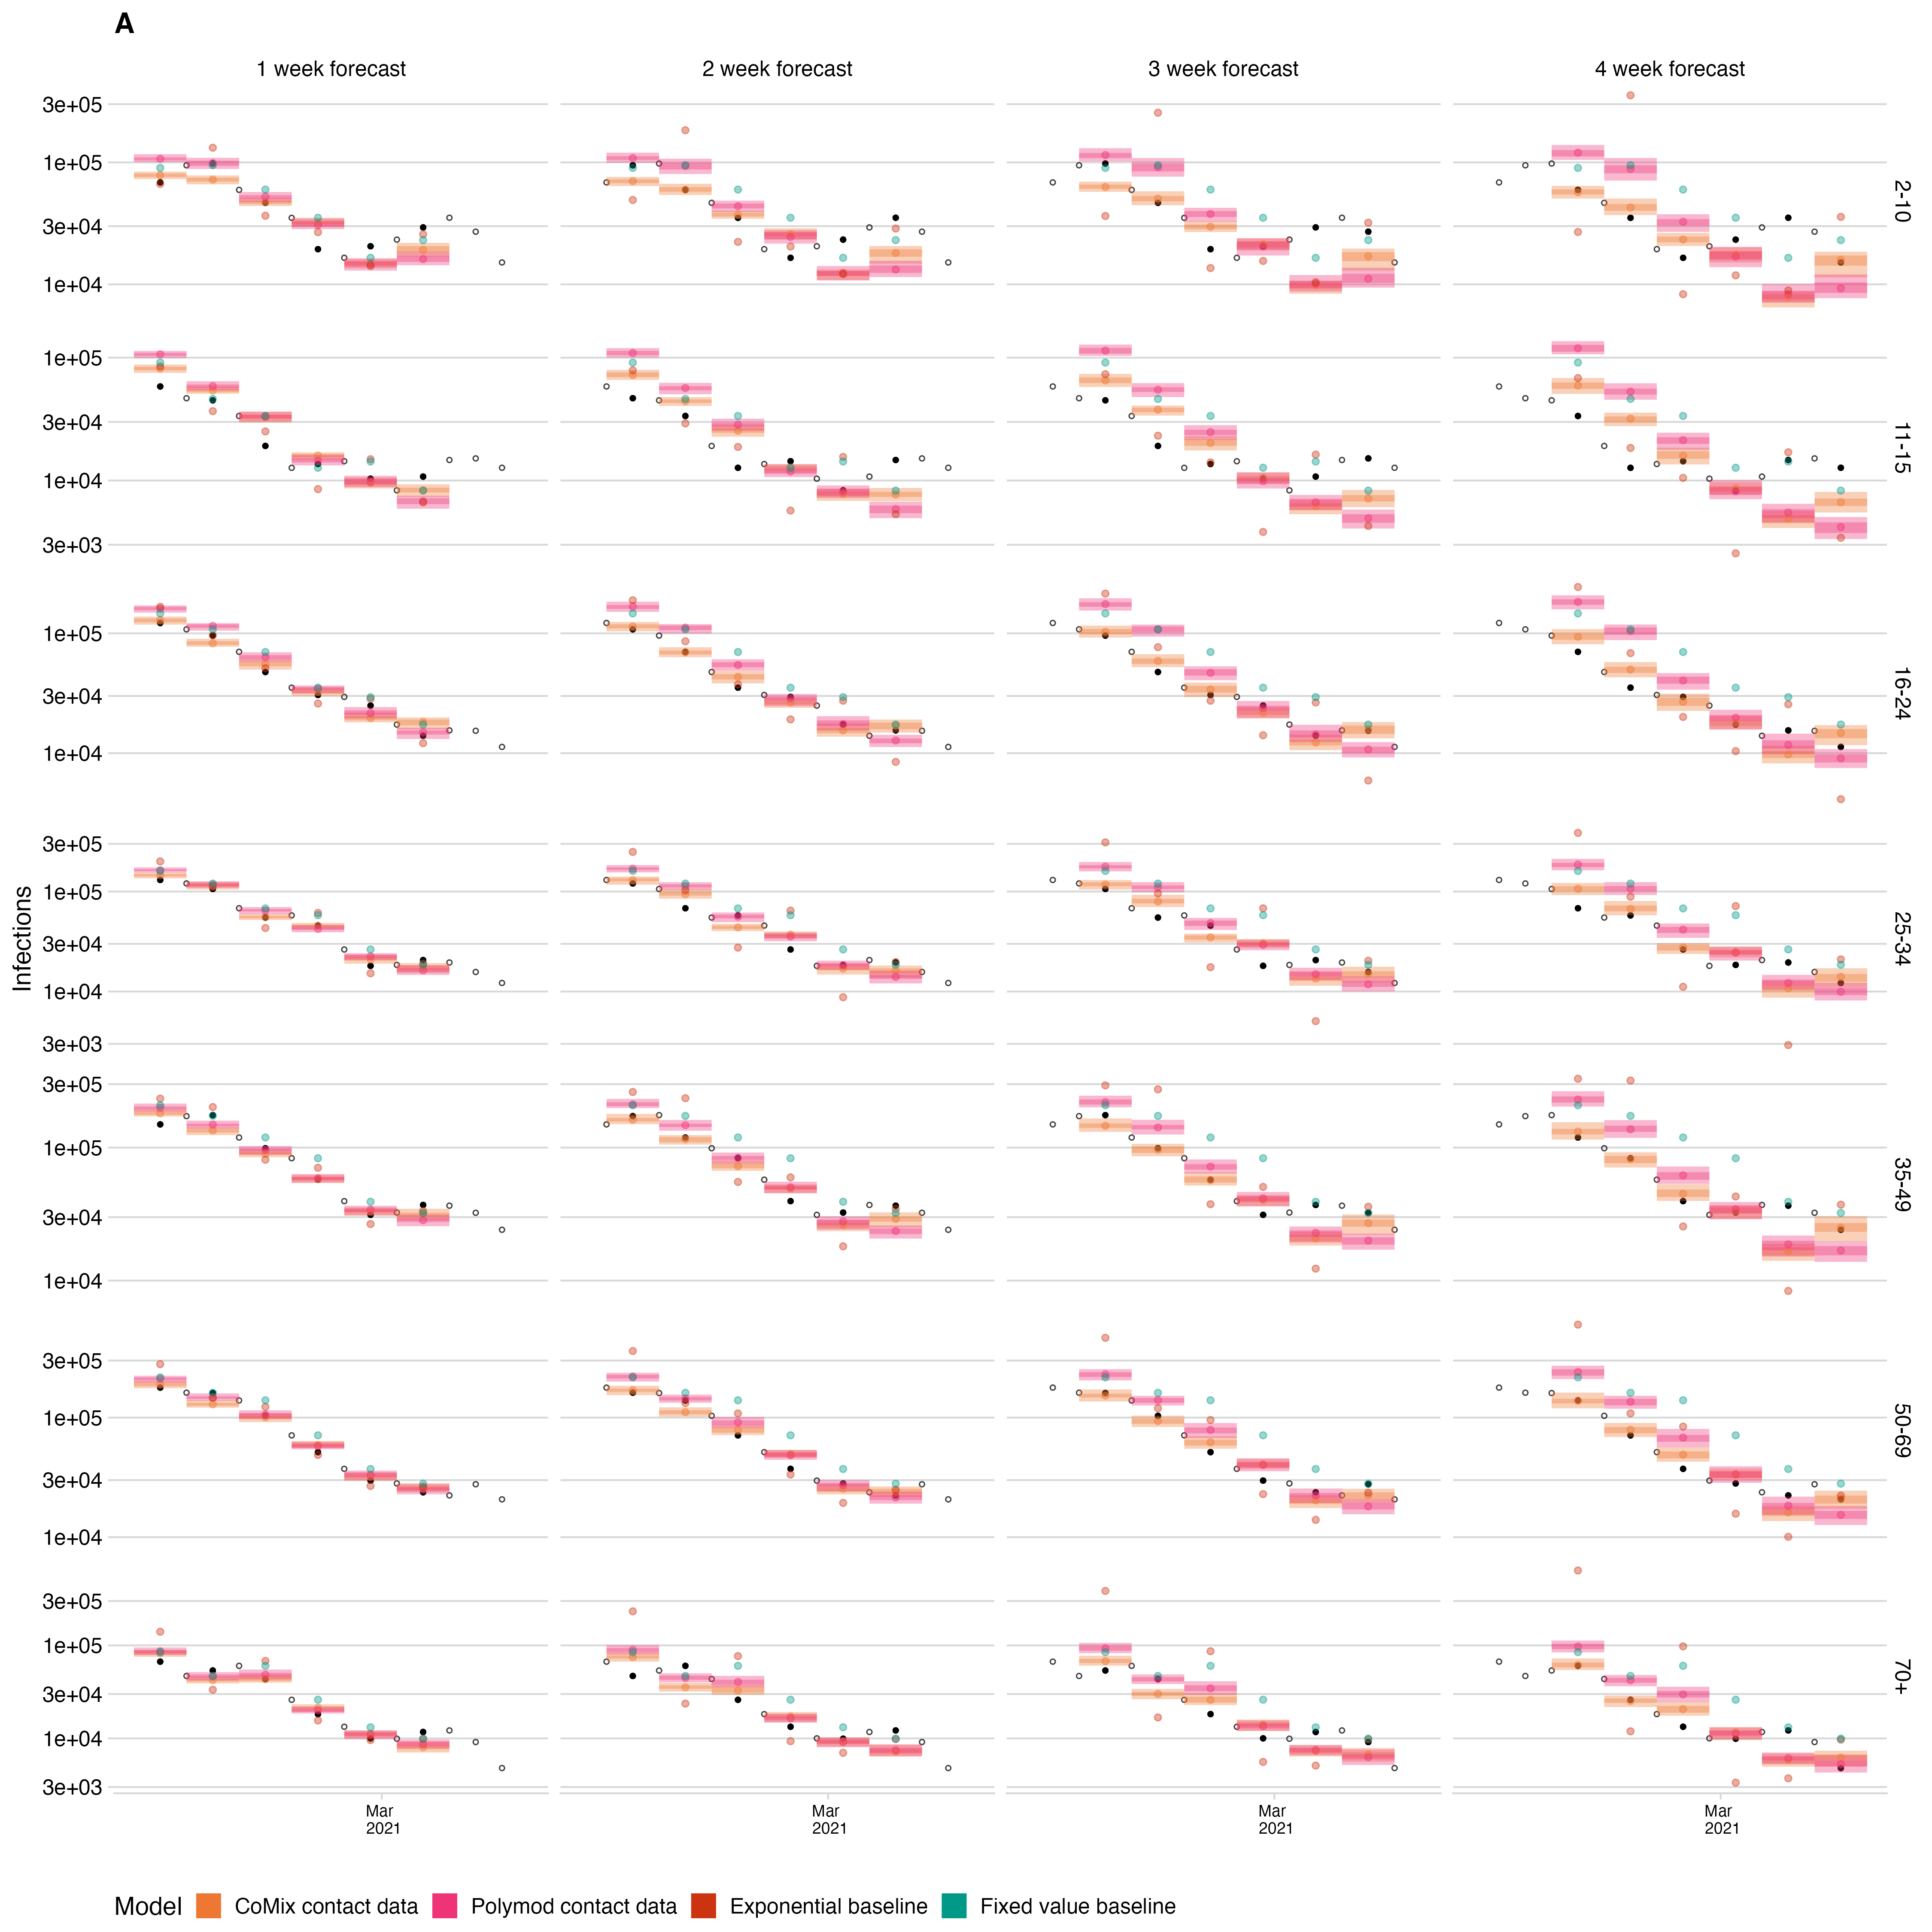 A
1 week forecast 2 week forecast 3 week forecast 4 week forecast
3e+05
1e+05
3e+04
1e+04
2-10
1e+05
3e+04
1e+04
3e+03
11-15
1e+05
3e+04
1e+04
16-24
3e+05
1e+05
3e+04
1e+04
3e+03
25-34
Infections
3e+05
1e+05
3e+04
1e+04
35-49
3e+05
1e+05
3e+04
1e+04
50-69
3e+05
1e+05
3e+04
1e+04
3e+03
70+
Mar Mar Mar Mar
2021 2021 2021 2021
Model CoMix contact data Polymod contact data Exponential baseline Fixed value baseline